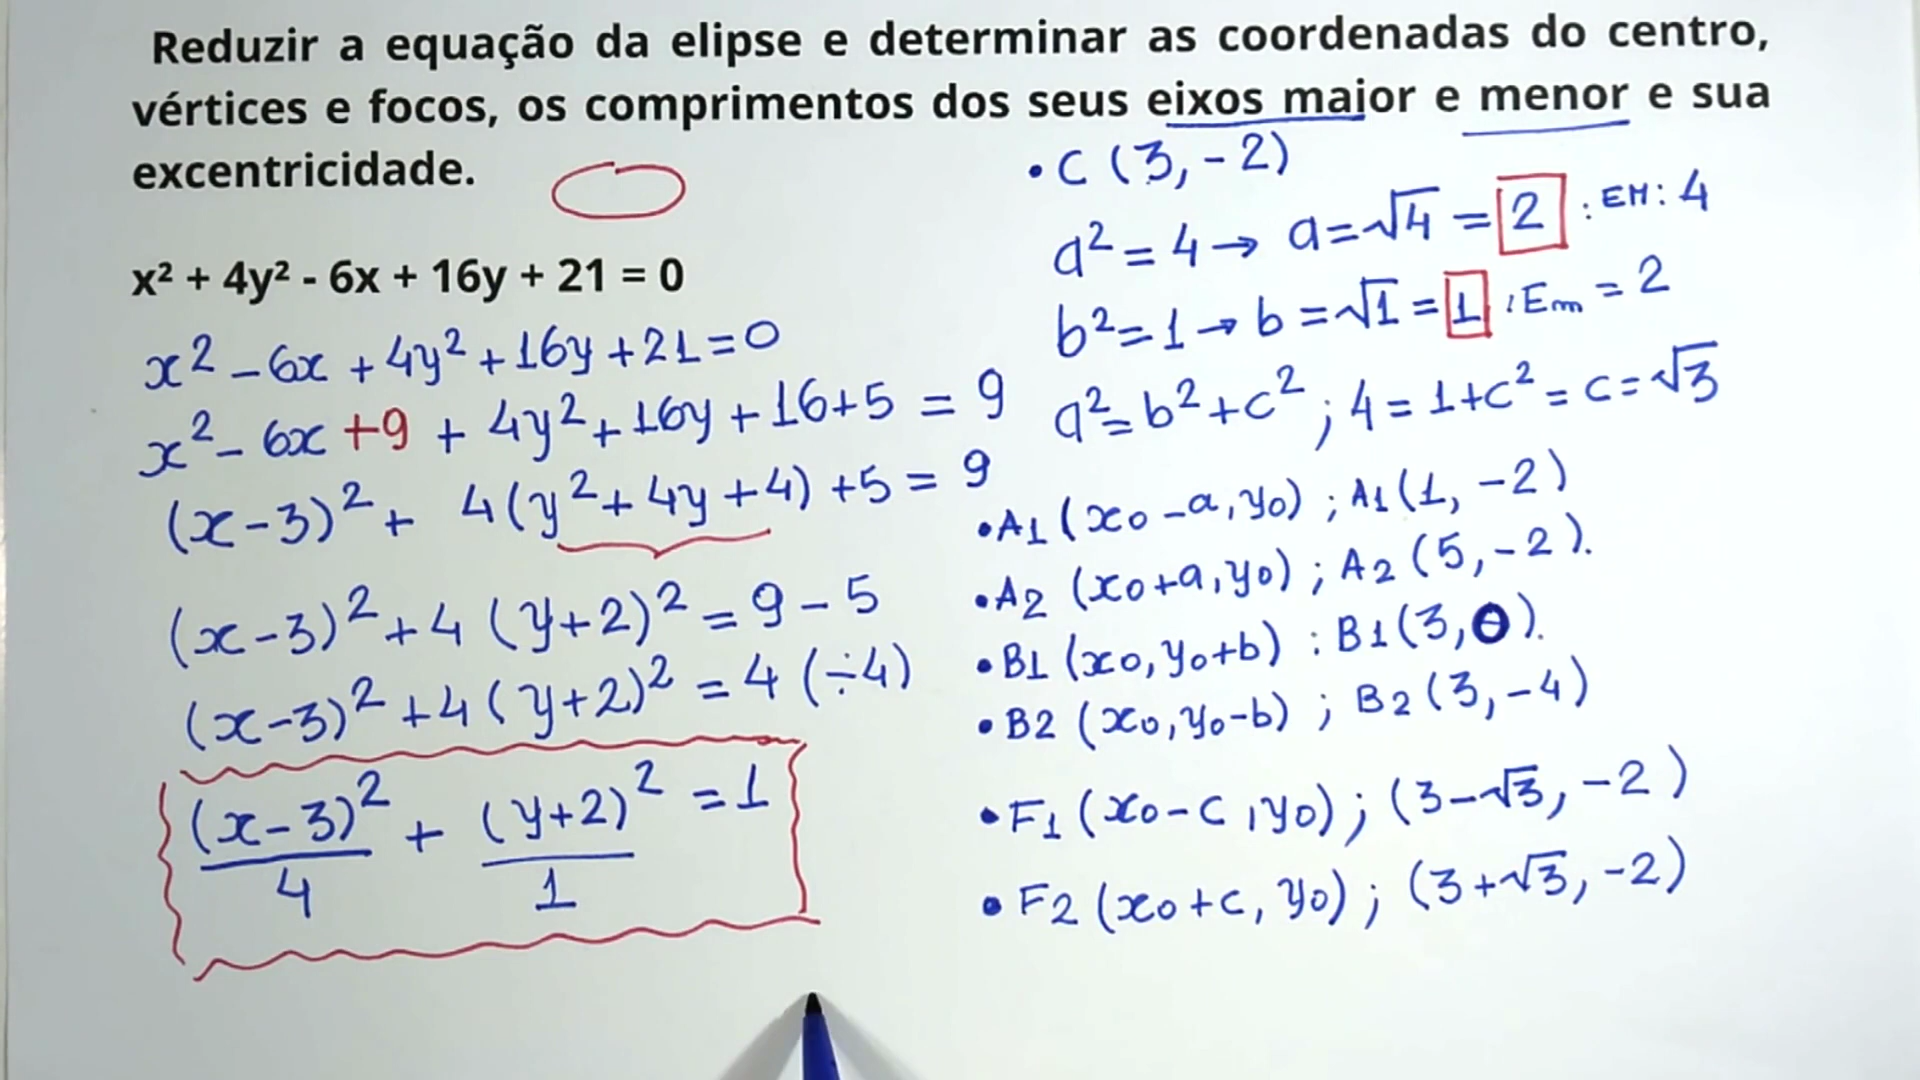 Reduzir a equação da elipse e determinar as coordenadas do centro,
vértices e focos, os comprimentos dos seus eixos maior e menor e sua
excentricidade.
x² + 4y² - 6x + 16y + 21 = 0
x² - 6x + 4y² + 16y + 21 = 0
x² - 6x + 9 + 4y² + 16y + 16 + 5 = 9
(x-3)² + 4(y² + 4y + 4) + 5 = 9
(x-3)² + 4(y+2)² = 9 - 5
(x-3)² + 4(y+2)² = 4 (÷4)
(x-3)²/4 + (y+2)²/1 = 1
• C (3, -2)
a² = 4 → a = √4 = 2 : EM: 4
b² = 1 → b = √1 = 1 : Em = 2
a² = b² + c² ; 4 = 1 + c² = c = √3
• A1 (x0 - a, y0) ; A1 (1, -2)
• A2 (x0 + a, y0) ; A2 (5, -2).
• B1 (x0, y0 + b) : B1 (3, 0).
• B2 (x0, y0 - b) ; B2 (3, -4)
• F1 (x0 - c, y0) ; (3 - √3, -2)
• F2 (x0 + c, y0) ; (3 + √3, -2)